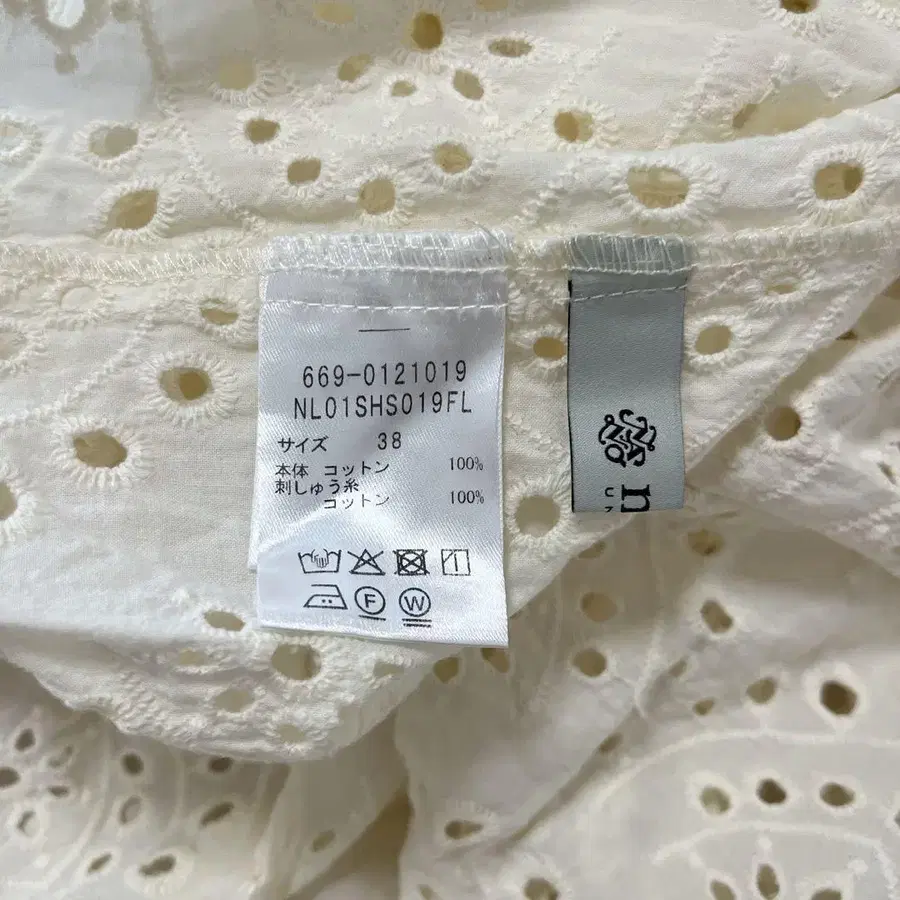 669-0121019
NL01SHS019FL
サイズ 38
本体 コットン 100%
刺しゅう糸
コットン 100%
F W
n